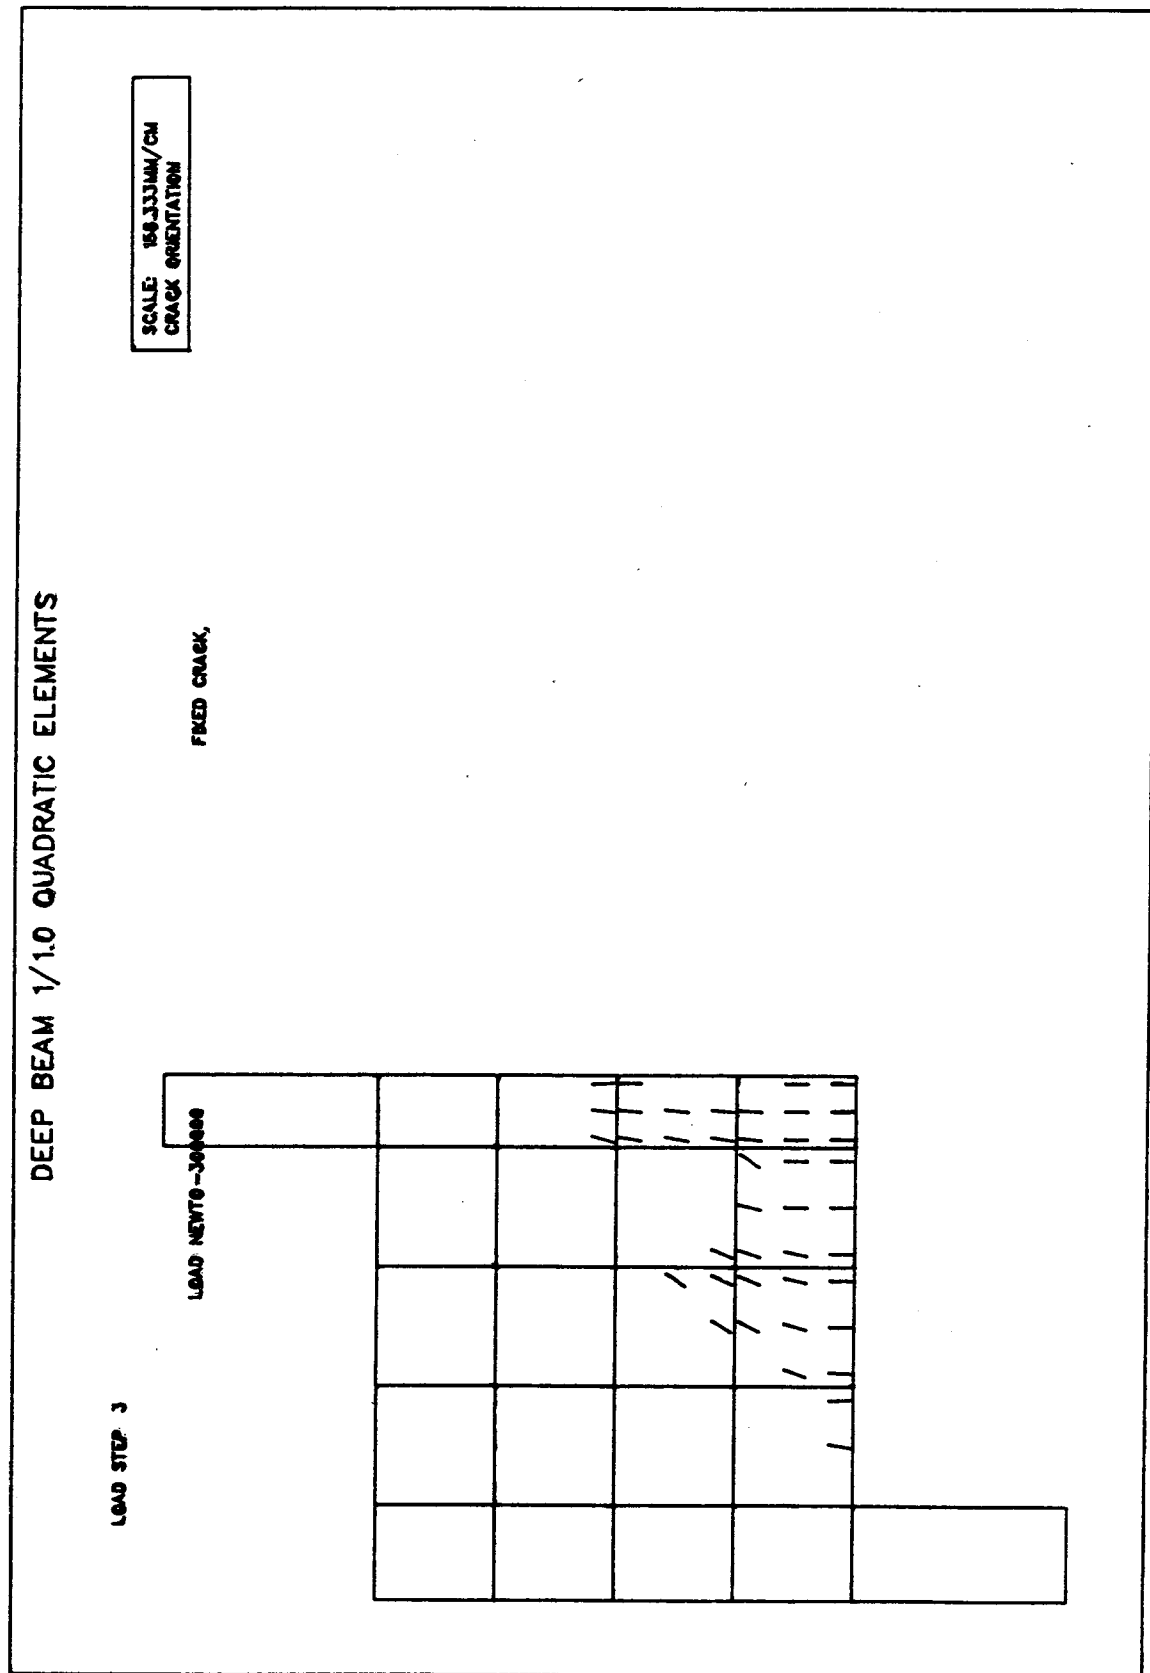 DEEP BEAM 1/1.0 QUADRATIC ELEMENTS
LOAD STEP 3
SCALE: 158.333MM/CM
CRACK ORIENTATION
LOAD NEWTO-300000
FIXED CRACK,